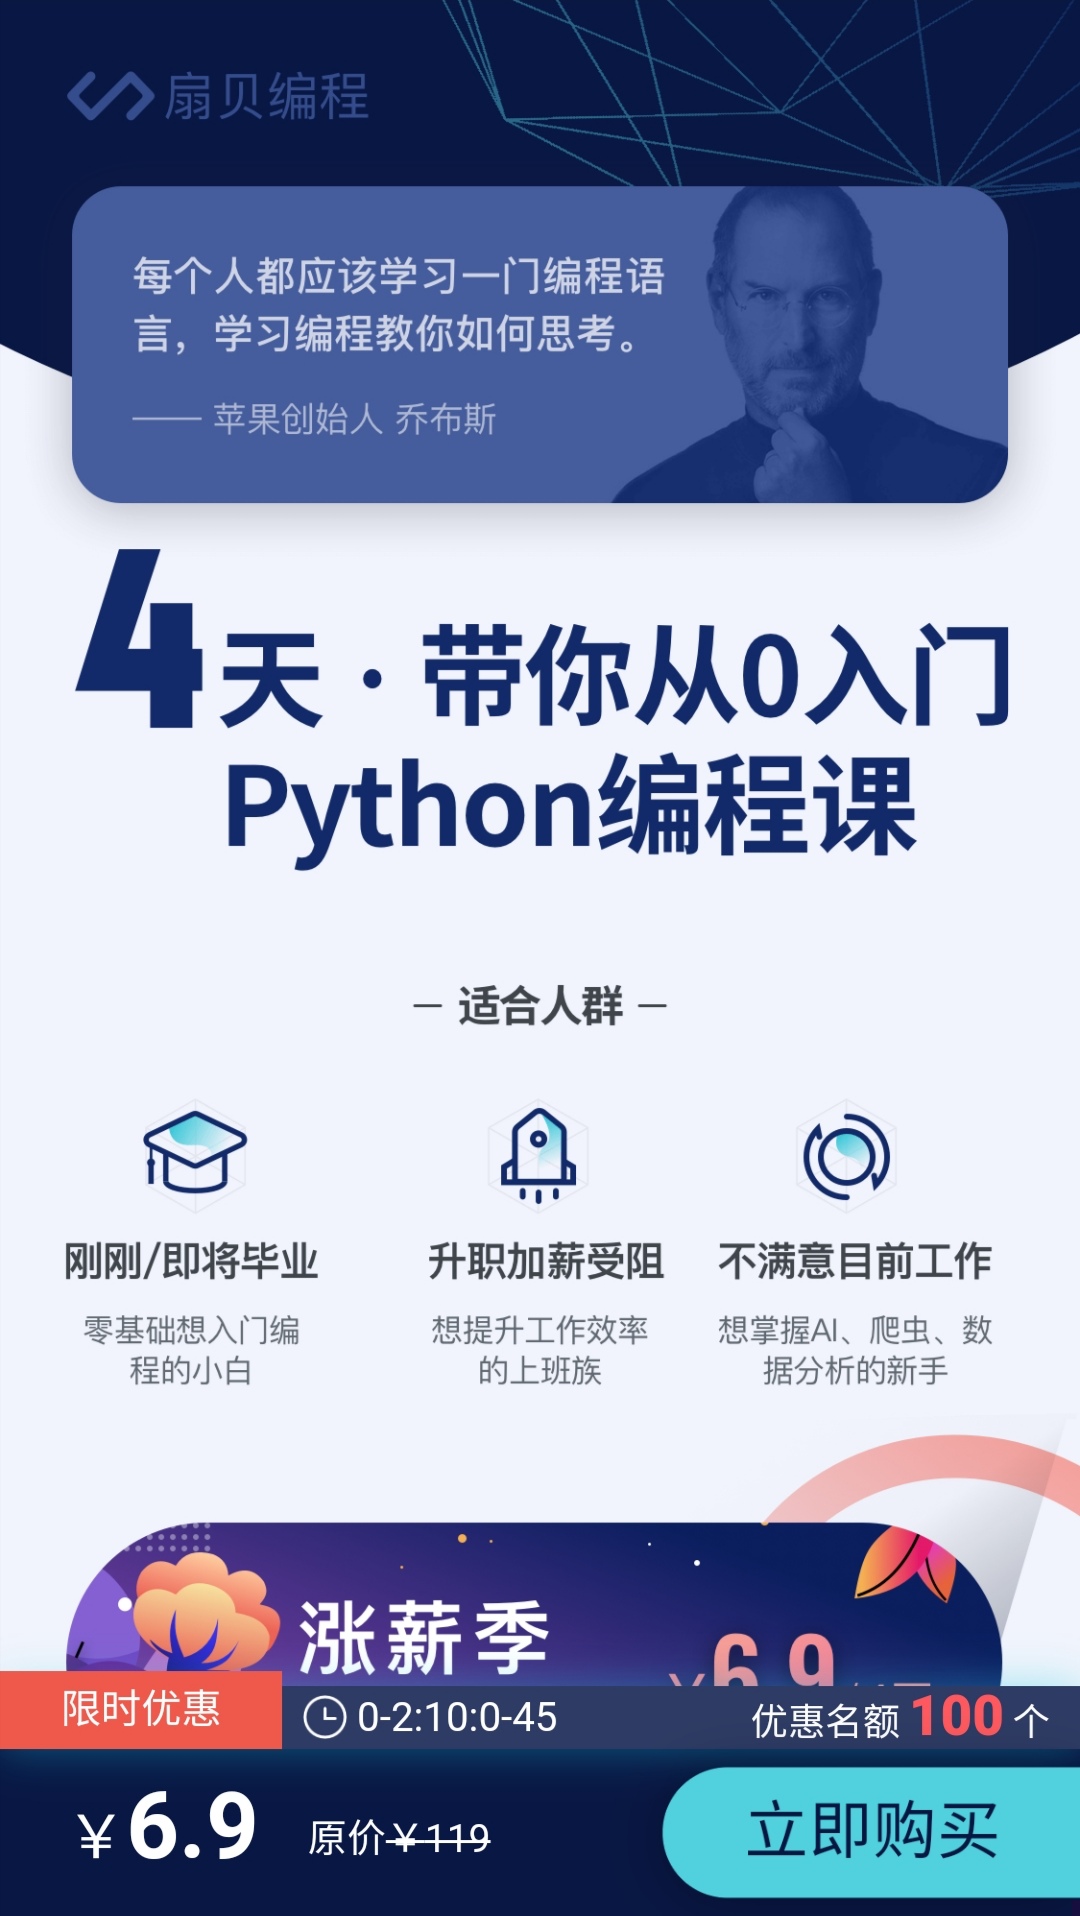 扇贝编程
每个人都应该学习一门编程语
言，学习编程教你如何思考。
—— 苹果创始人 乔布斯
4天·带你从0入门
Python编程课
— 适合人群 —
刚刚/即将毕业
零基础想入门编
程的小白
升职加薪受阻
想提升工作效率
的上班族
不满意目前工作
想掌握AI、爬虫、数
据分析的新手
涨薪季
¥6.9
限时优惠
0-2:10:0-45
优惠名额 100 个
¥6.9
原价¥119
立即购买